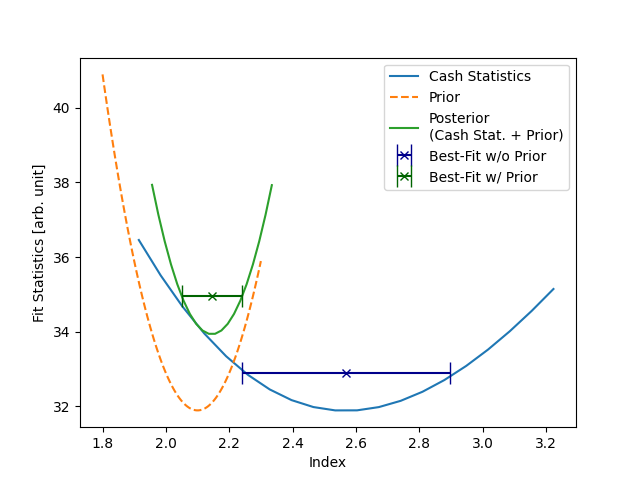 Cash Statistics
Prior
Posterior
(Cash Stat. + Prior)
Best-Fit w/o Prior
Best-Fit w/ Prior
Fit Statistics [arb. unit]
40
38
36
34
32
1.8 2.0 2.2 2.4 2.6 2.8 3.0 3.2
Index